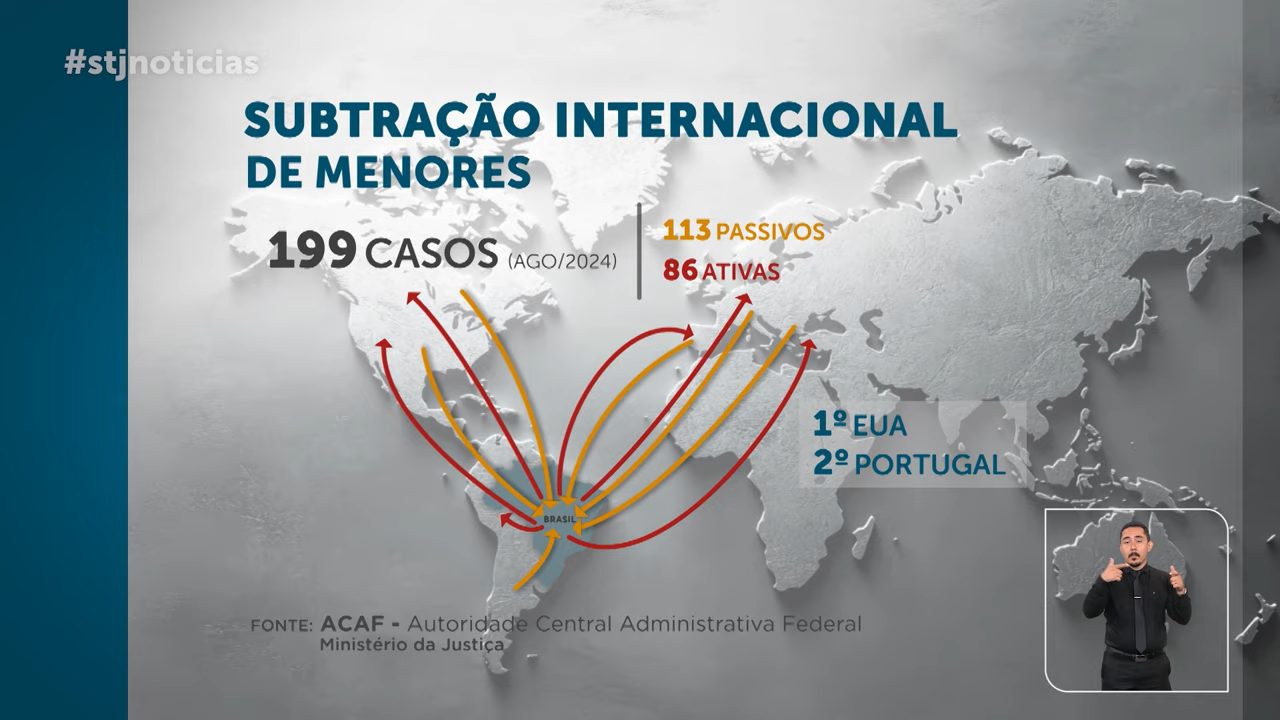 #stjnoticias
SUBTRAÇÃO INTERNACIONAL
DE MENORES
199 CASOS (AGO/2024)
113 PASSIVOS
86 ATIVAS
1º EUA
2º PORTUGAL
BRASIL
FONTE: ACAF - Autoridade Central Administrativa Federal
Ministério da Justiça